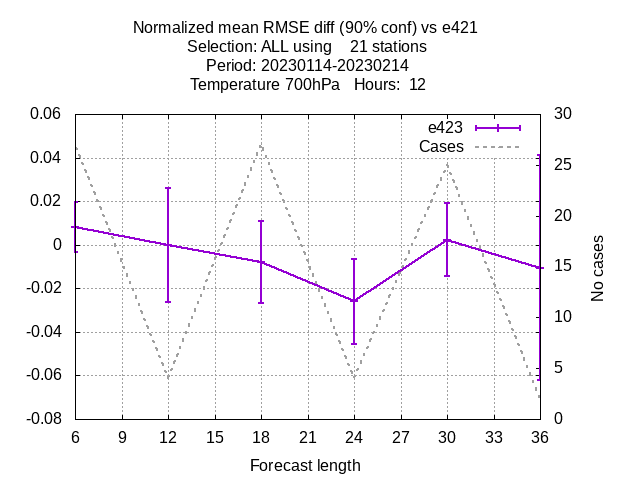 Normalized mean RMSE diff (90% conf) vs e421
Selection: ALL using    21 stations
Period: 20230114-20230214
Temperature 700hPa   Hours:  12
0.06
0.04
0.02
0
-0.02
-0.04
-0.06
-0.08
30
25
20
15
10
5
0
e423
Cases
No cases
6 9 12 15 18 21 24 27 30 33 36
Forecast length